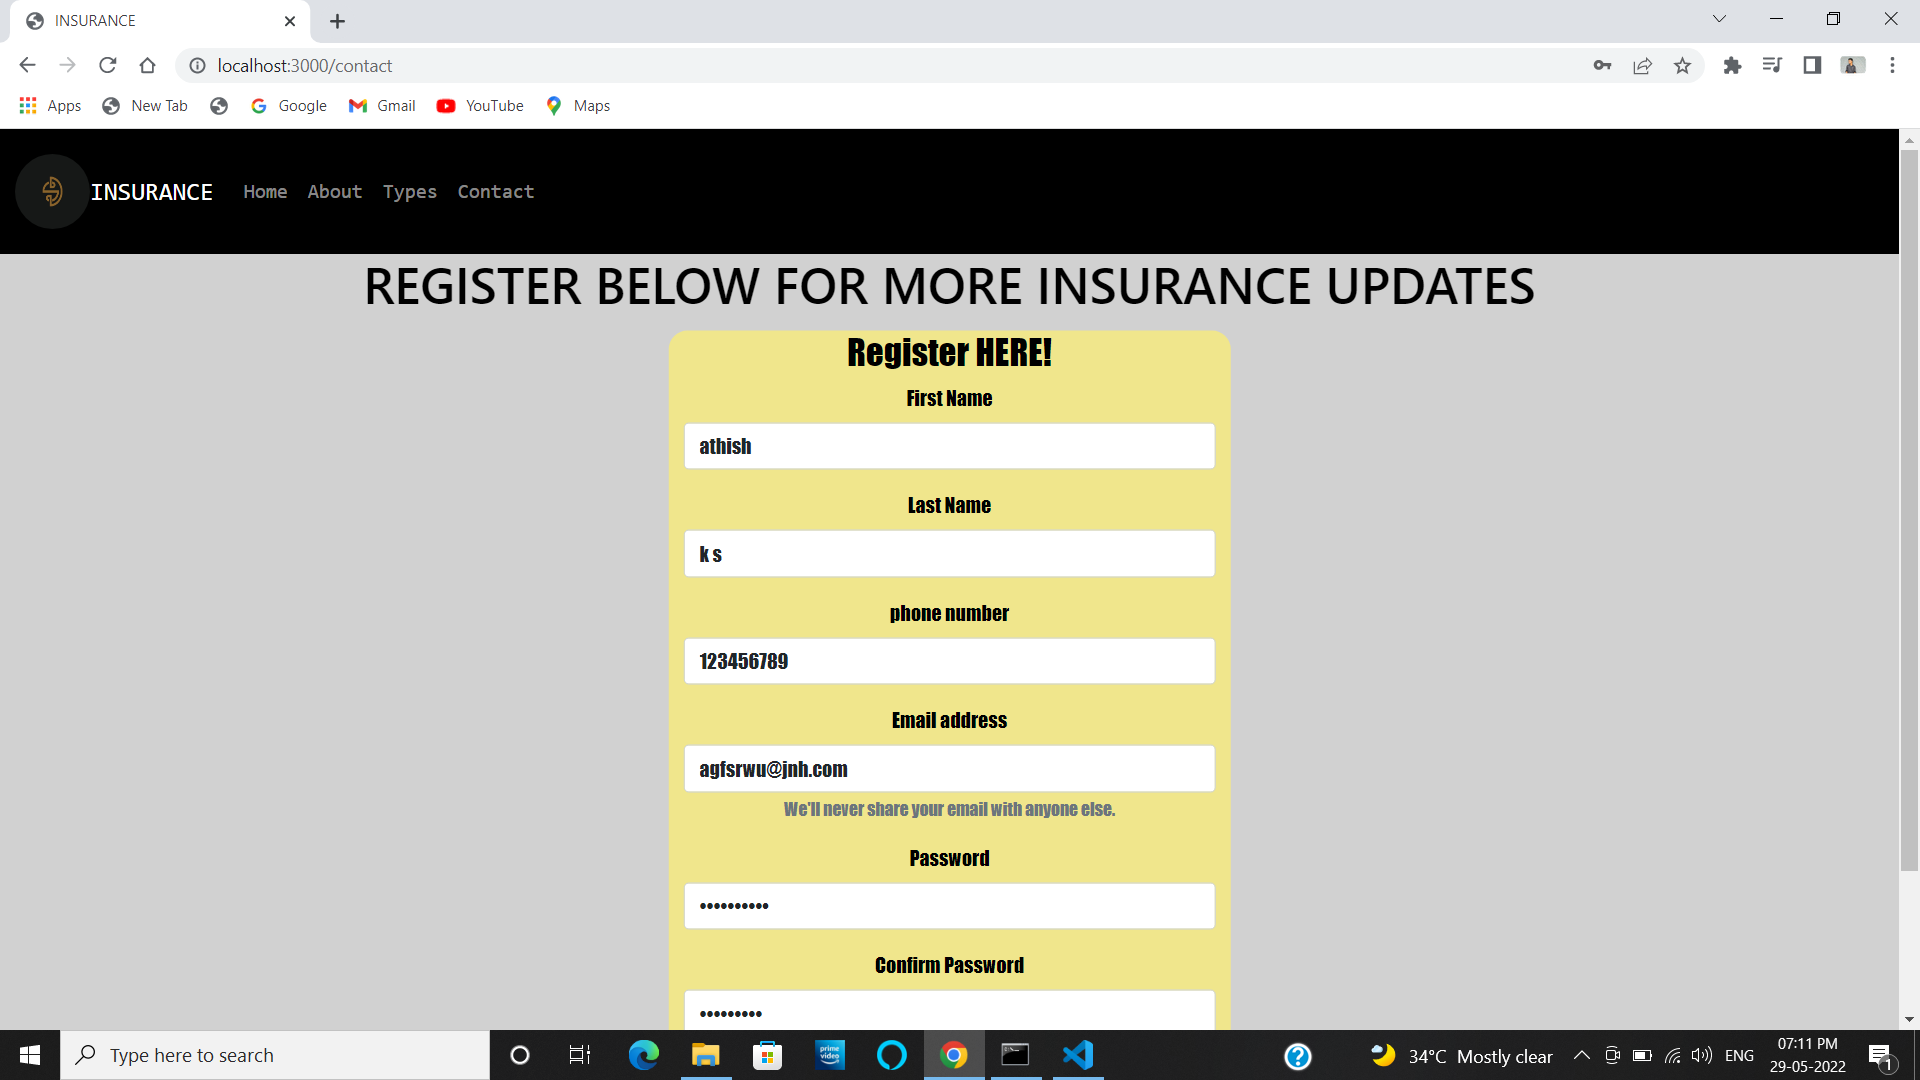 INSURANCE
localhost:3000/contact
Apps New Tab Google Gmail YouTube Maps
INSURANCE Home About Types Contact
REGISTER BELOW FOR MORE INSURANCE UPDATES
Register HERE!
First Name
athish
Last Name
k s
phone number
123456789
Email address
agfsrwu@jnh.com
We'll never share your email with anyone else.
Password
••••••••••
Confirm Password
•••••••••
Type here to search
prime video
34°C Mostly clear
ENG
07:11 PM
29-05-2022
1